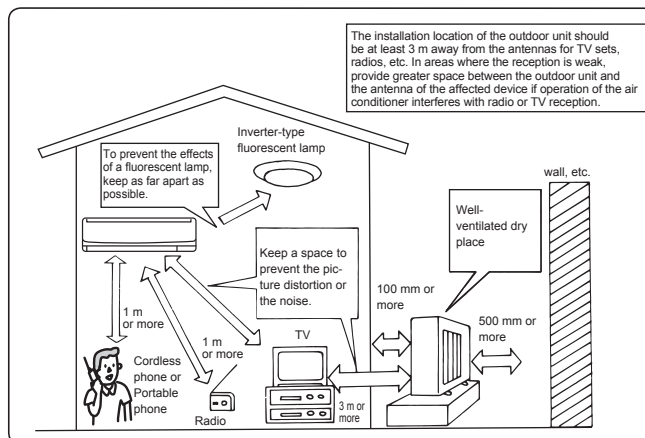 The installation location of the outdoor unit should
be at least 3 m away from the antennas for TV sets,
radios, etc. In areas where the reception is weak,
provide greater space between the outdoor unit and
the antenna of the affected device if operation of the air
conditioner interferes with radio or TV reception.
Inverter-type
fluorescent lamp
To prevent the effects
of a fluorescent lamp,
keep as far apart as
possible.
wall, etc.
Well-
ventilated dry
place
Keep a space to
prevent the pic-
ture distortion or
the noise.
100 mm or
more
500 mm or
more
1 m
or more
1 m
or more
TV
Cordless
phone or
Portable
phone
Radio
3 m or
more